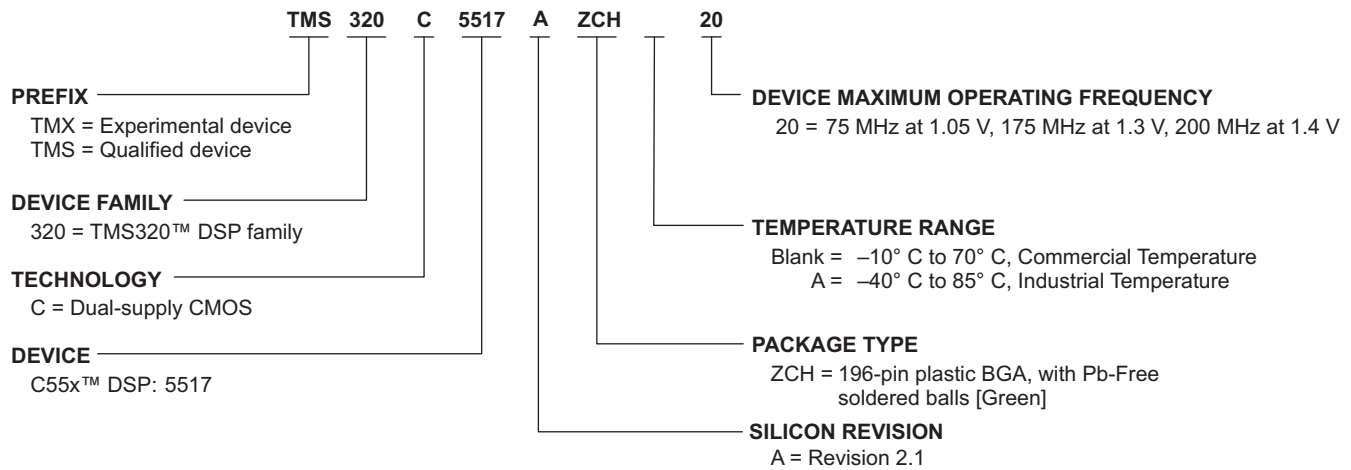 TMS 320 C 5517 A ZCH 20
PREFIX
TMX = Experimental device
TMS = Qualified device
DEVICE FAMILY
320 = TMS320™ DSP family
TECHNOLOGY
C = Dual-supply CMOS
DEVICE
C55x™ DSP: 5517
DEVICE MAXIMUM OPERATING FREQUENCY
20 = 75 MHz at 1.05 V, 175 MHz at 1.3 V, 200 MHz at 1.4 V
TEMPERATURE RANGE
Blank = –10° C to 70° C, Commercial Temperature
A = –40° C to 85° C, Industrial Temperature
PACKAGE TYPE
ZCH = 196-pin plastic BGA, with Pb-Free
soldered balls [Green]
SILICON REVISION
A = Revision 2.1